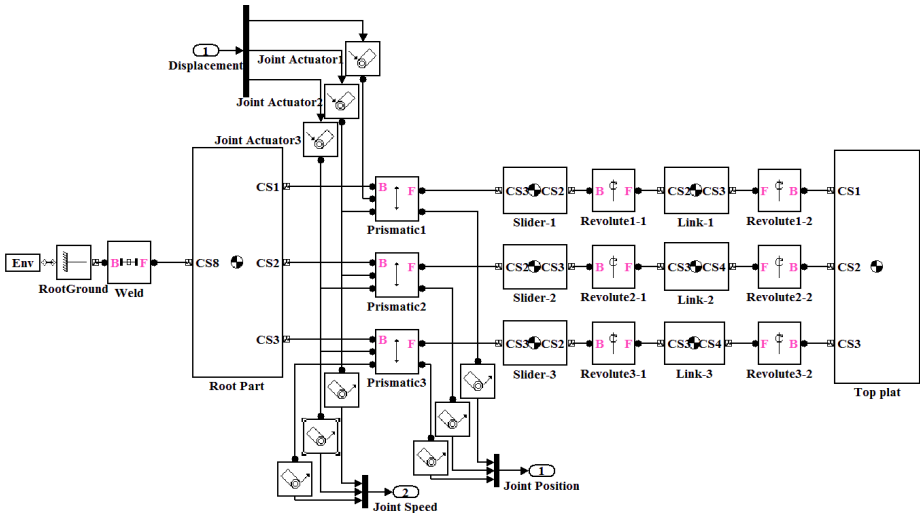 1
Displacement
Joint Actuator1
Joint Actuator2
Joint Actuator3
Env
RootGround
B F
Weld
CS8
CS1
CS2
CS3
Root Part
B F
Prismatic1
B F
Prismatic2
B F
Prismatic3
CS3 CS2
Slider-1
B F
Revolute1-1
CS2 CS3
Link-1
F B
Revolute1-2
CS2 CS3
Slider-2
B F
Revolute2-1
CS3 CS4
Link-2
F B
Revolute2-2
CS3 CS2
Slider-3
B F
Revolute3-1
CS3 CS4
Link-3
F B
Revolute3-2
CS1
CS2
CS3
Top plat
2
Joint Speed
1
Joint Position